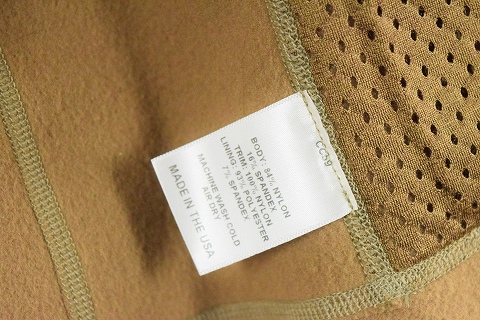 CC39
BODY: 84% NYLON
16% SPANDEX
TRIM: 100% NYLON
LINING: 93% POLYESTER
7% SPANDEX
MACHINE WASH COLD
AIR DRY
MADE IN THE USA